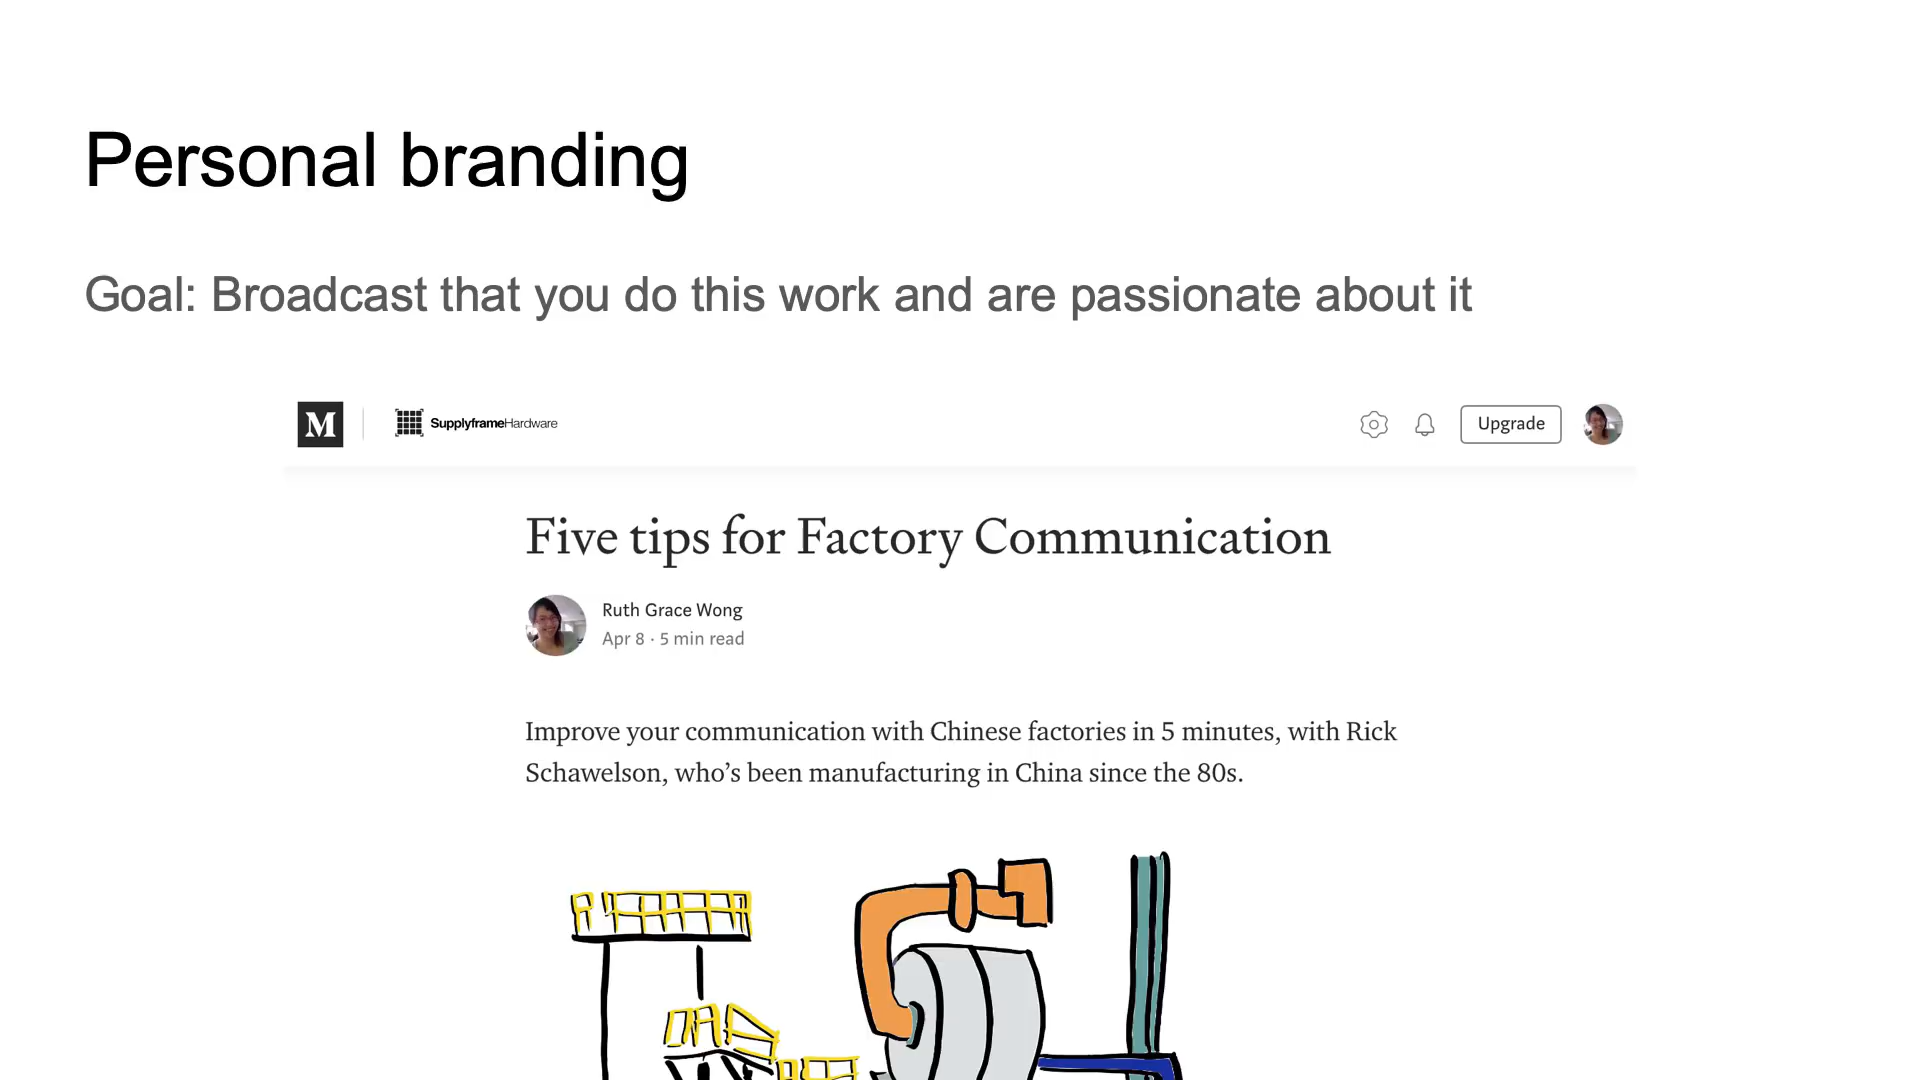 Personal branding
Goal: Broadcast that you do this work and are passionate about it
M
SupplyframeHardware
Upgrade
Five tips for Factory Communication
Ruth Grace Wong
Apr 8 · 5 min read
Improve your communication with Chinese factories in 5 minutes, with Rick
Schawelson, who’s been manufacturing in China since the 80s.